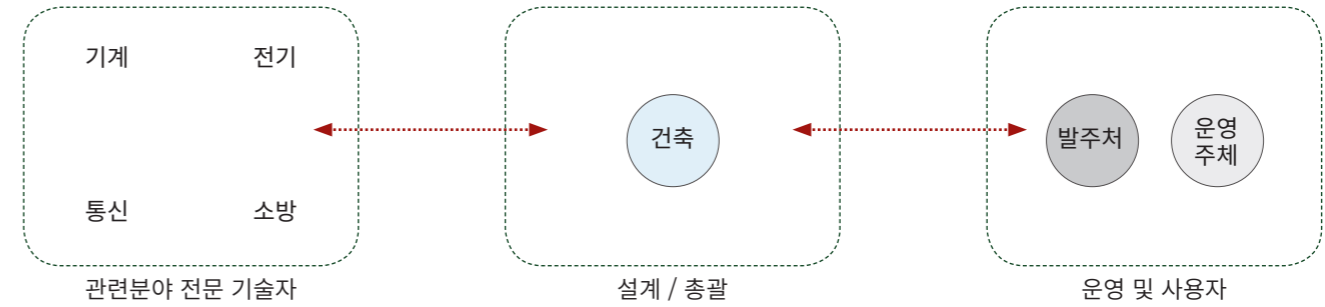 기계 전기
통신 소방
관련분야 전문 기술자
건축
설계 / 총괄
발주처
운영
주체
운영 및 사용자